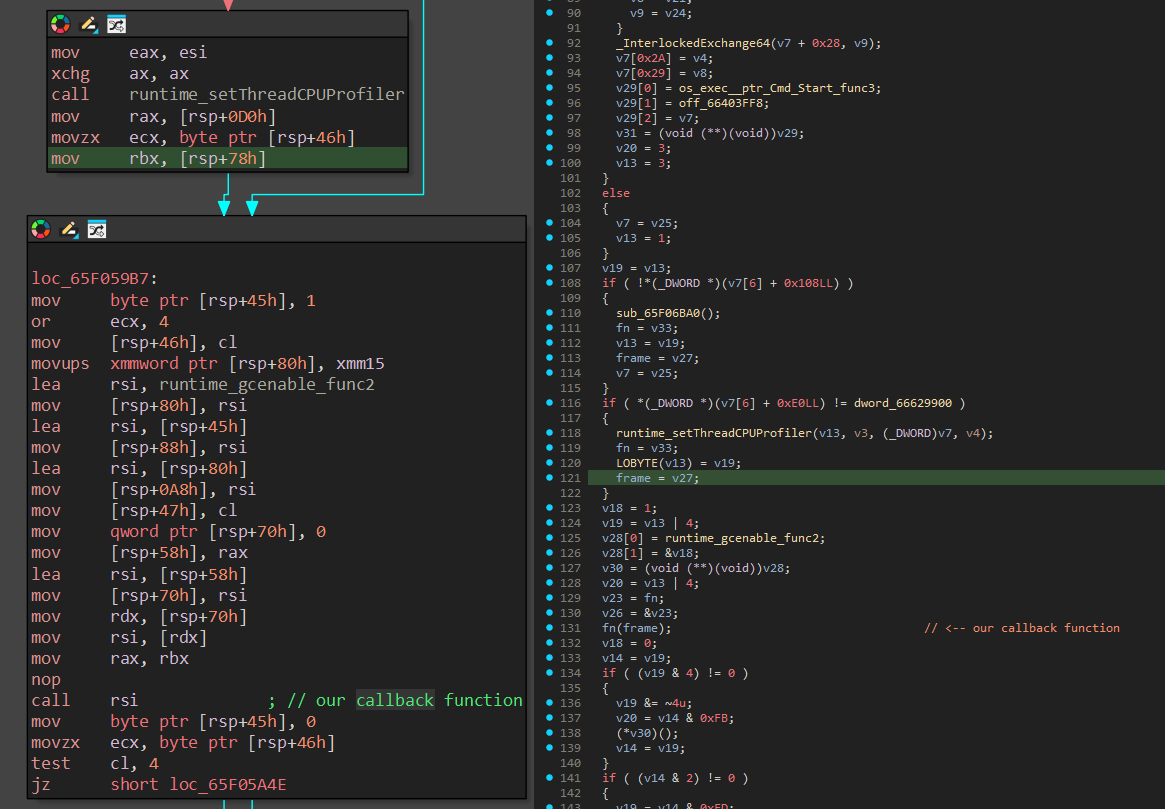 mov eax, esi
xchg ax, ax
call runtime_setThreadCPUProfiler
mov rax, [rsp+0D0h]
movzx ecx, byte ptr [rsp+46h]
mov rbx, [rsp+78h]
loc_65F059B7:
mov byte ptr [rsp+45h], 1
or ecx, 4
mov [rsp+46h], cl
movups xmmword ptr [rsp+80h], xmm15
lea rsi, runtime_gcenable_func2
mov [rsp+80h], rsi
lea rsi, [rsp+45h]
mov [rsp+88h], rsi
lea rsi, [rsp+80h]
mov [rsp+0A8h], rsi
mov [rsp+47h], cl
mov qword ptr [rsp+70h], 0
mov [rsp+58h], rax
lea rsi, [rsp+58h]
mov [rsp+70h], rsi
mov rdx, [rsp+70h]
mov rsi, [rdx]
mov rax, rbx
nop
call rsi ; // our callback function
mov byte ptr [rsp+45h], 0
movzx ecx, byte ptr [rsp+46h]
test cl, 4
jz short loc_65F05A4E
90 v9 = v24;
91 }
92 _InterlockedExchange64(v7 + 0x28, v9);
93 v7[0x2A] = v4;
94 v7[0x29] = v8;
95 v29[0] = os_exec__ptr_Cmd_Start_func3;
96 v29[1] = off_66403FF8;
97 v29[2] = v7;
98 v31 = (void (**)(void))v29;
99 v20 = 3;
100 v13 = 3;
101 }
102 else
103 {
104 v7 = v25;
105 v13 = 1;
106 }
107 v19 = v13;
108 if ( !*(_DWORD *)(v7[6] + 0x108LL) )
109 {
110 sub_65F06BA0();
111 fn = v33;
112 v13 = v19;
113 frame = v27;
114 v7 = v25;
115 }
116 if ( *(_DWORD *)(v7[6] + 0xE0LL) != dword_66629900 )
117 {
118 runtime_setThreadCPUProfiler(v13, v3, (_DWORD)v7, v4);
119 fn = v33;
120 LOBYTE(v13) = v19;
121 frame = v27;
122 }
123 v18 = 1;
124 v19 = v13 | 4;
125 v28[0] = runtime_gcenable_func2;
126 v28[1] = &v18;
127 v30 = (void (**)(void))v28;
128 v20 = v13 | 4;
129 v23 = fn;
130 v26 = &v23;
131 fn(frame); // <-- our callback function
132 v18 = 0;
133 v14 = v19;
134 if ( (v19 & 4) != 0 )
135 {
136 v19 &= ~4u;
137 v20 = v14 & 0xFB;
138 (*v30)();
139 v14 = v19;
140 }
141 if ( (v14 & 2) != 0 )
142 {
143 v19 = v14 & 0xFD;